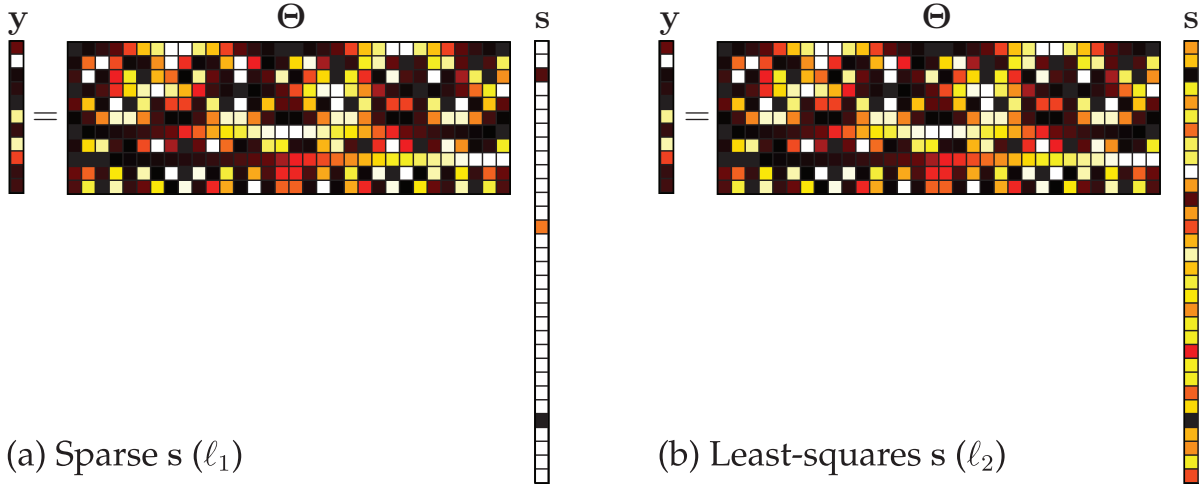 y Θ s y Θ s
= =
(a) Sparse s (ℓ₁) (b) Least-squares s (ℓ₂)